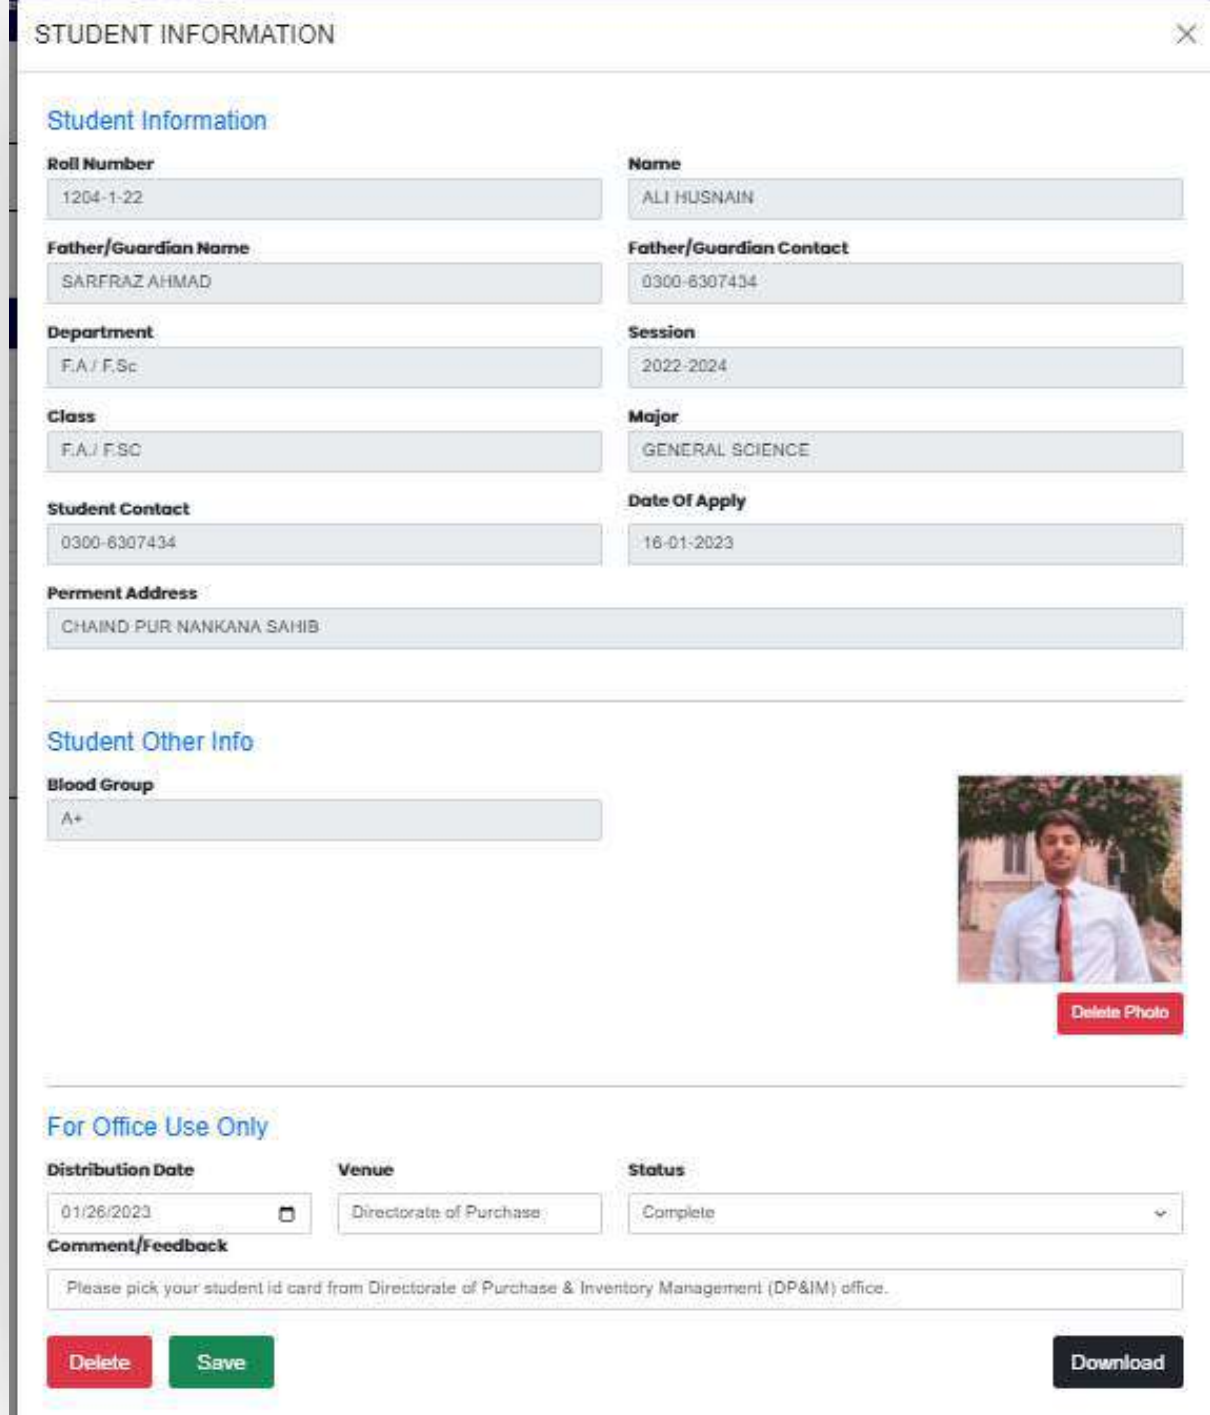 STUDENT INFORMATION
Student Information
Roll Number Name
1204-1-22 ALI HUSNAIN
Father/Guardian Name Father/Guardian Contact
SARFRAZ AHMAD 0300-6307434
Department Session
F.A / F.Sc 2022-2024
Class Major
F.A./ F.SC GENERAL SCIENCE
Student Contact Date Of Apply
0300-6307434 16-01-2023
Perment Address
CHAIND PUR NANKANA SAHIB
Student Other Info
Blood Group
A+
Delete Photo
For Office Use Only
Distribution Date Venue Status
01/26/2023 Directorate of Purchase Complete
Comment/Feedback
Please pick your student id card from Directorate of Purchase & Inventory Management (DP&IM) office.
Delete Save Download